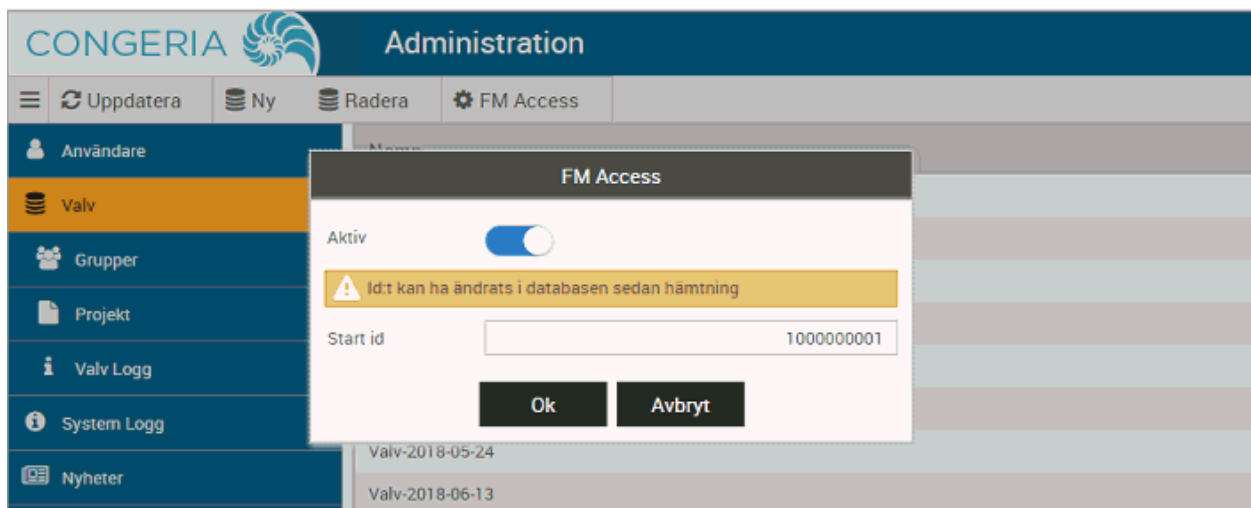 CONGERIA Administration
Uppdatera Ny Radera FM Access
Användare
Valv
Grupper
Projekt
Valv Logg
System Logg
Nyheter
Namn
FM Access
Aktiv
Id:t kan ha ändrats i databasen sedan hämtning
Start id 1000000001
Ok Avbryt
Valv-2018-05-24
Valv-2018-06-13